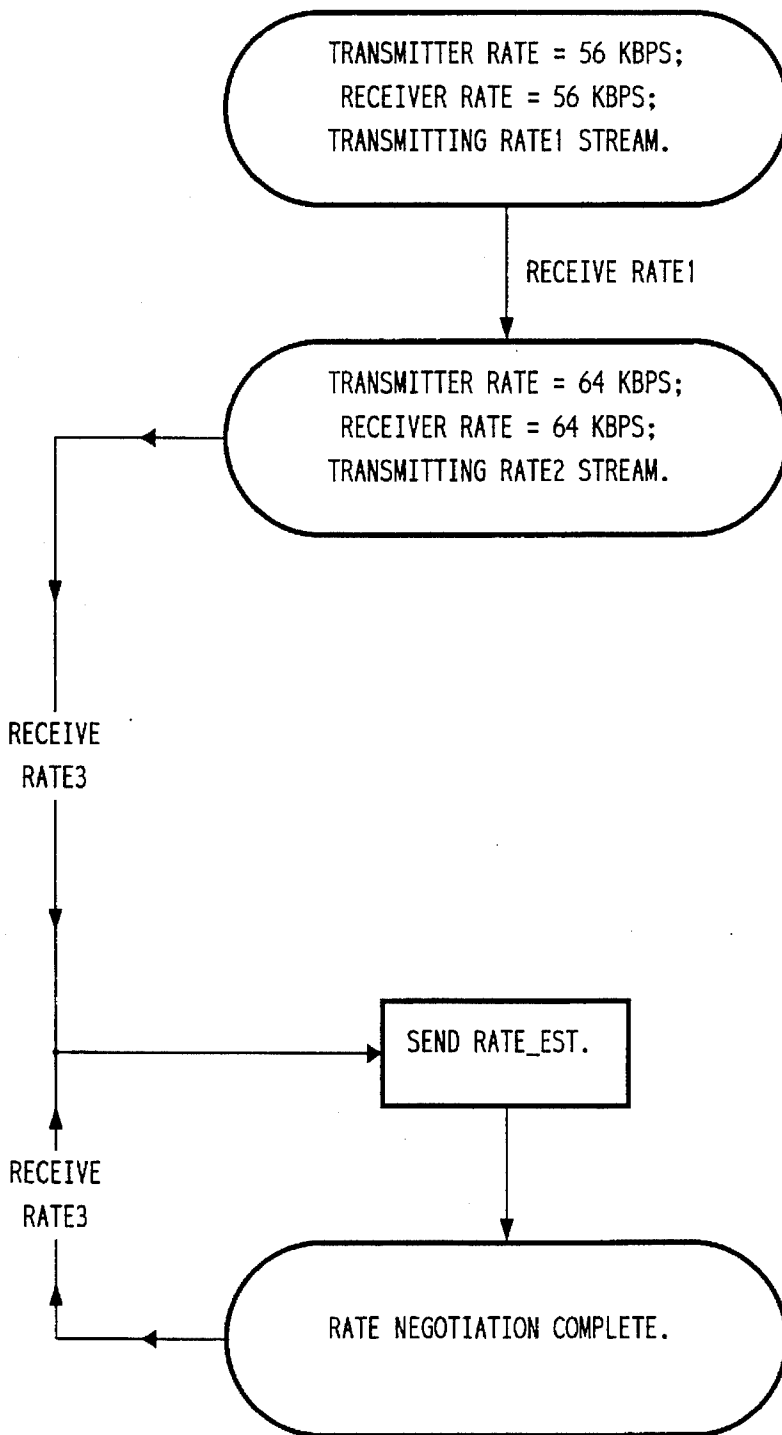 TRANSMITTER RATE = 56 KBPS;
RECEIVER RATE = 56 KBPS;
TRANSMITTING RATE1 STREAM.
RECEIVE RATE1
TRANSMITTER RATE = 64 KBPS;
RECEIVER RATE = 64 KBPS;
TRANSMITTING RATE2 STREAM.
RECEIVE
RATE3
SEND RATE_EST.
RECEIVE
RATE3
RATE NEGOTIATION COMPLETE.